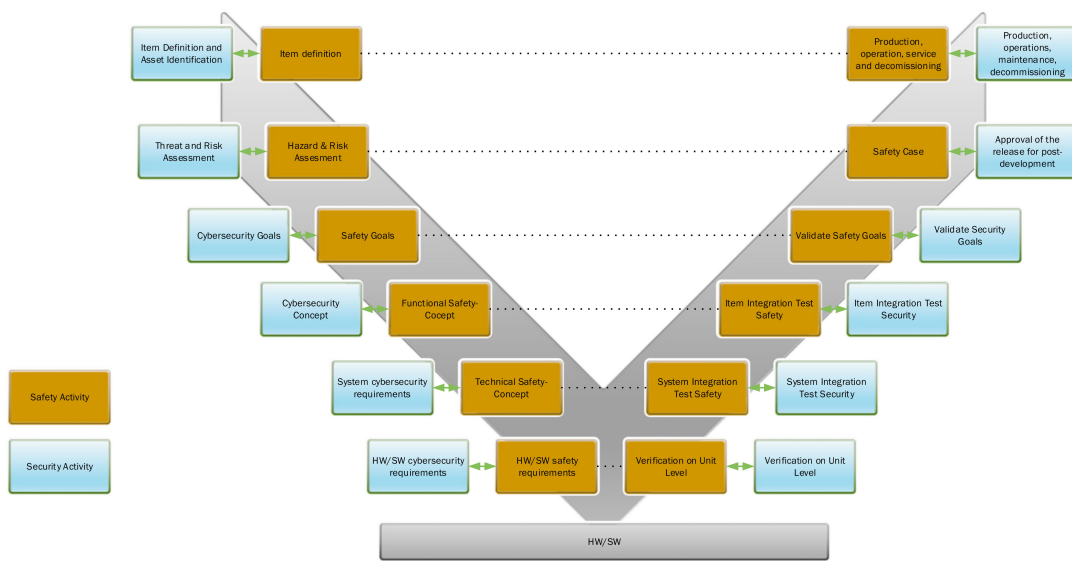 Item Definition and
Asset Identification
Item definition
Production,
operation, service
and decomissioning
Production,
operations,
maintenance,
decommissioning
Threat and Risk
Assessment
Hazard & Risk
Assesment
Safety Case
Approval of the
release for post-
development
Cybersecurity Goals
Safety Goals
Validate Safety Goals
Validate Security
Goals
Cybersecurity
Concept
Functional Safety-
Cocept
Item Integration Test
Safety
Item Integration Test
Security
System cybersecurity
requirements
Technical Safety-
Concept
System Integration
Test Safety
System Integration
Test Security
Safety Activity
HW/SW cybersecurity
requirements
HW/SW safety
requirements
Verification on Unit
Level
Verification on Unit
Level
Security Activity
HW/SW